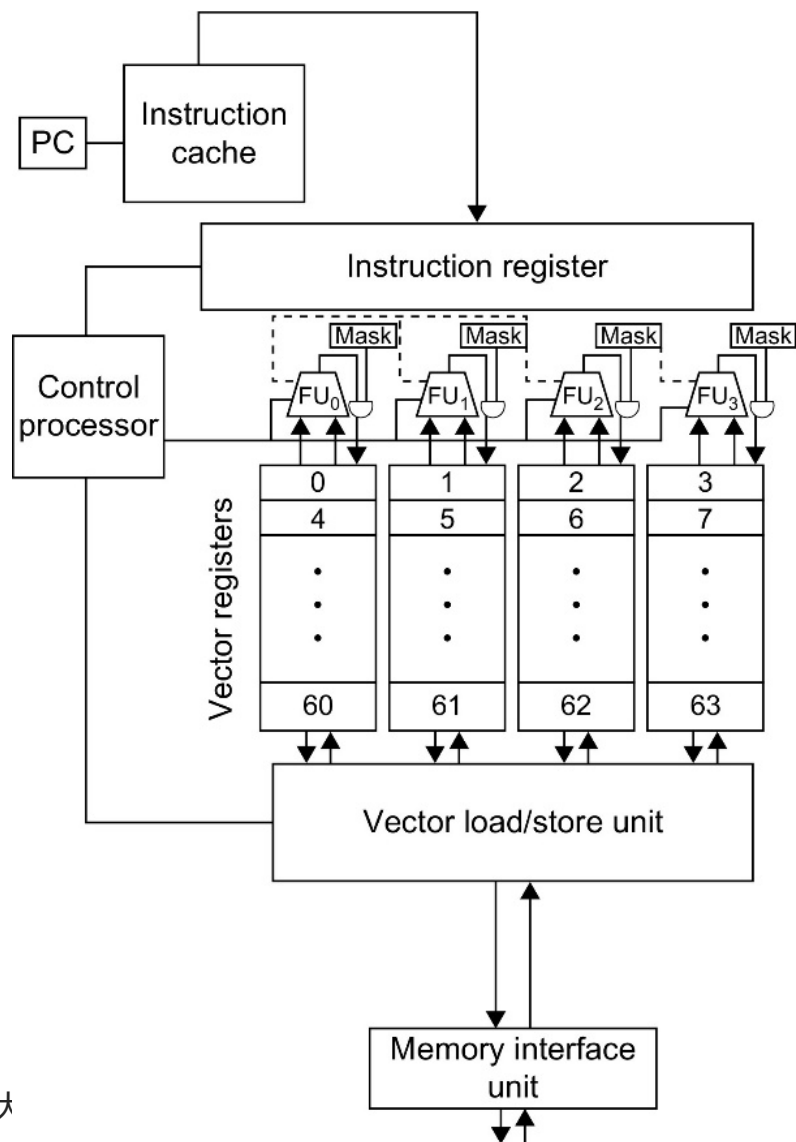 Instruction
cache
PC
Instruction register
Mask
Mask
Mask
Mask
Control
processor
FU₀
FU₁
FU₂
FU₃
Vector registers
0
1
2
3
4
5
6
7
60
61
62
63
Vector load/store unit
Memory interface
unit